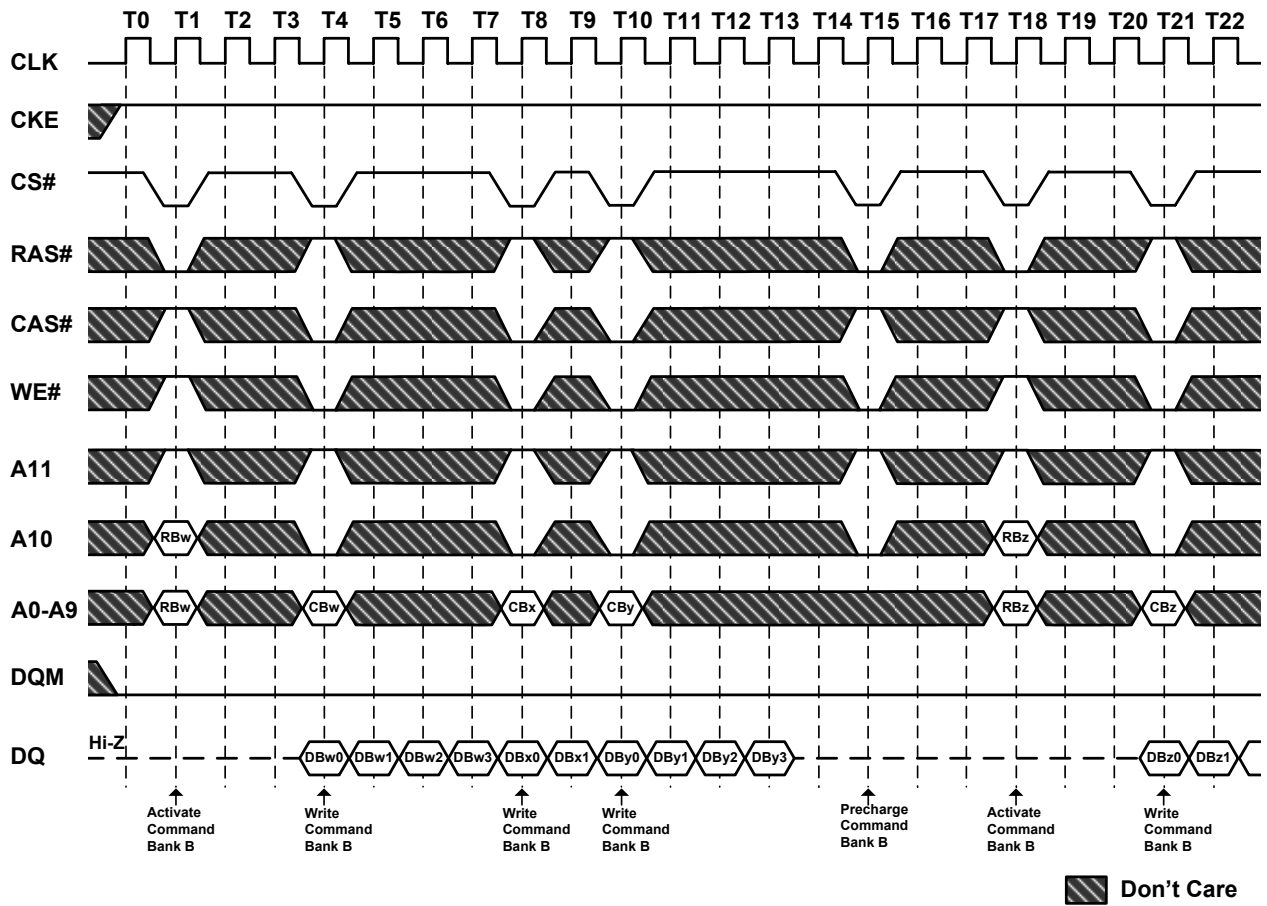 T0 T1 T2 T3 T4 T5 T6 T7 T8 T9 T10 T11 T12 T13 T14 T15 T16 T17 T18 T19 T20 T21 T22
CLK
CKE
CS#
RAS#
CAS#
WE#
A11
A10 RBw RBz
A0-A9 RBw CBw CBx CBy RBz CBz
DQM
Hi-Z
DQ DBw0 DBw1 DBw2 DBw3 DBx0 DBx1 DBy0 DBy1 DBy2 DBy3 DBz0 DBz1
Activate
Command
Bank B
Write
Command
Bank B
Write
Command
Bank B
Write
Command
Bank B
Precharge
Command
Bank B
Activate
Command
Bank B
Write
Command
Bank B
Don't Care